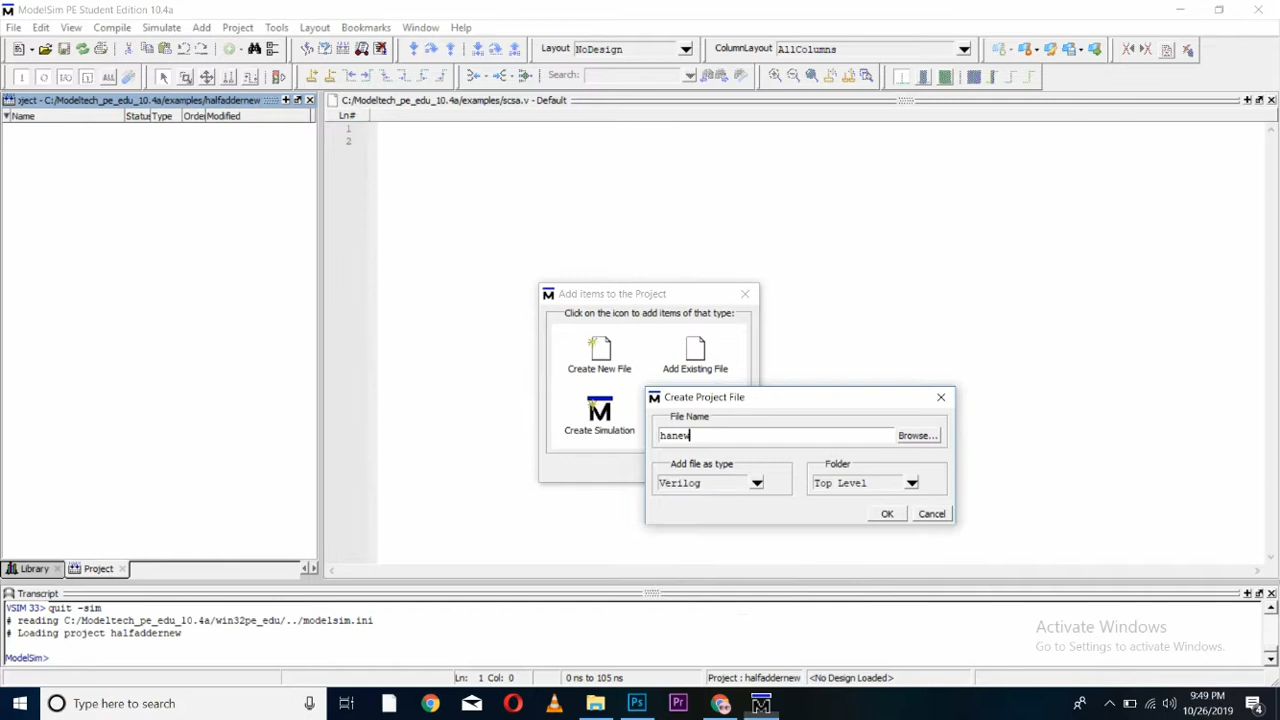 ModelSim PE Student Edition 10.4a
File Edit View Compile Simulate Add Project Tools Layout Bookmarks Window Help
Layout NoDesign ColumnLayout AllColumns
Search:
oject - C:/Modeltech_pe_edu_10.4a/examples/halfaddernew
C:/Modeltech_pe_edu_10.4a/examples/scsa.v - Default
Name Status Type Order Modified
Ln#
1
2
Add items to the Project
Click on the icon to add items of that type:
Create New File Add Existing File
Create Simulation
Create Project File
File Name
hanew Browse...
Add file as type Folder
Verilog Top Level
OK Cancel
Library Project
Transcript
VSIM 33> quit -sim
# reading C:/Modeltech_pe_edu_10.4a/win32pe_edu/../modelsim.ini
# Loading project halfaddernew
ModelSim>
Activate Windows
Go to Settings to activate Windows.
Ln: 1 Col: 0 0 ns to 105 ns Project : halfaddernew <No Design Loaded>
Type here to search
9:49 PM
10/26/2019